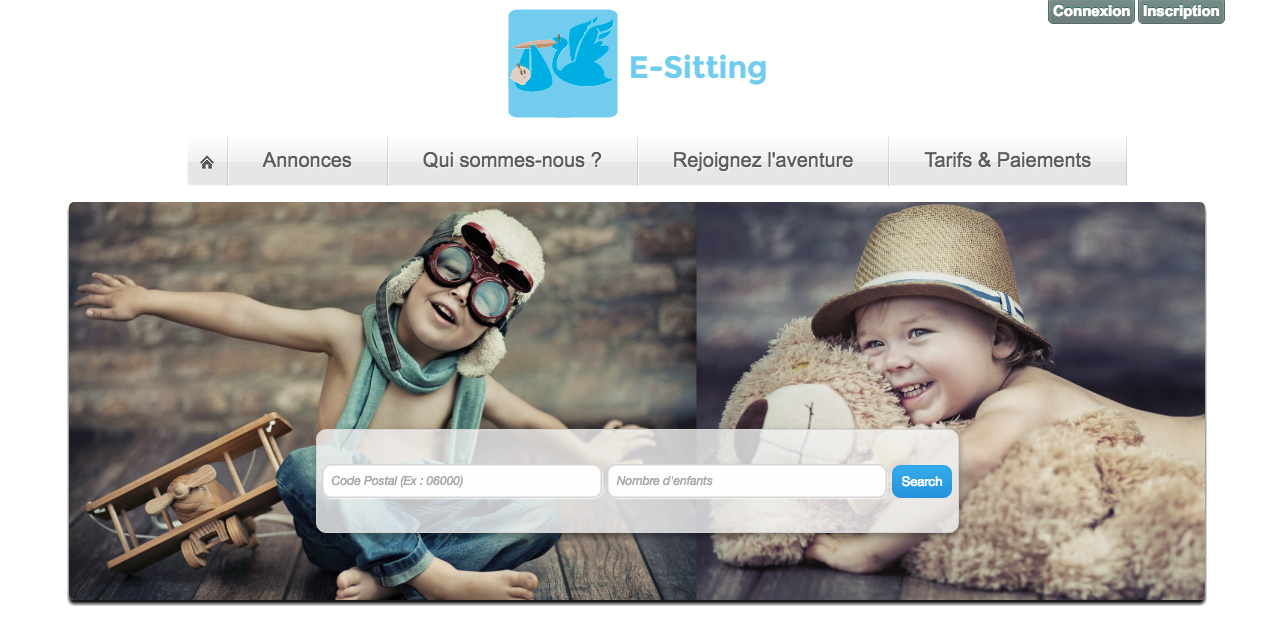 Connexion Inscription
E-Sitting
Annonces Qui sommes-nous ? Rejoignez l'aventure Tarifs & Paiements
Code Postal (Ex : 06000) Nombre d'enfants Search